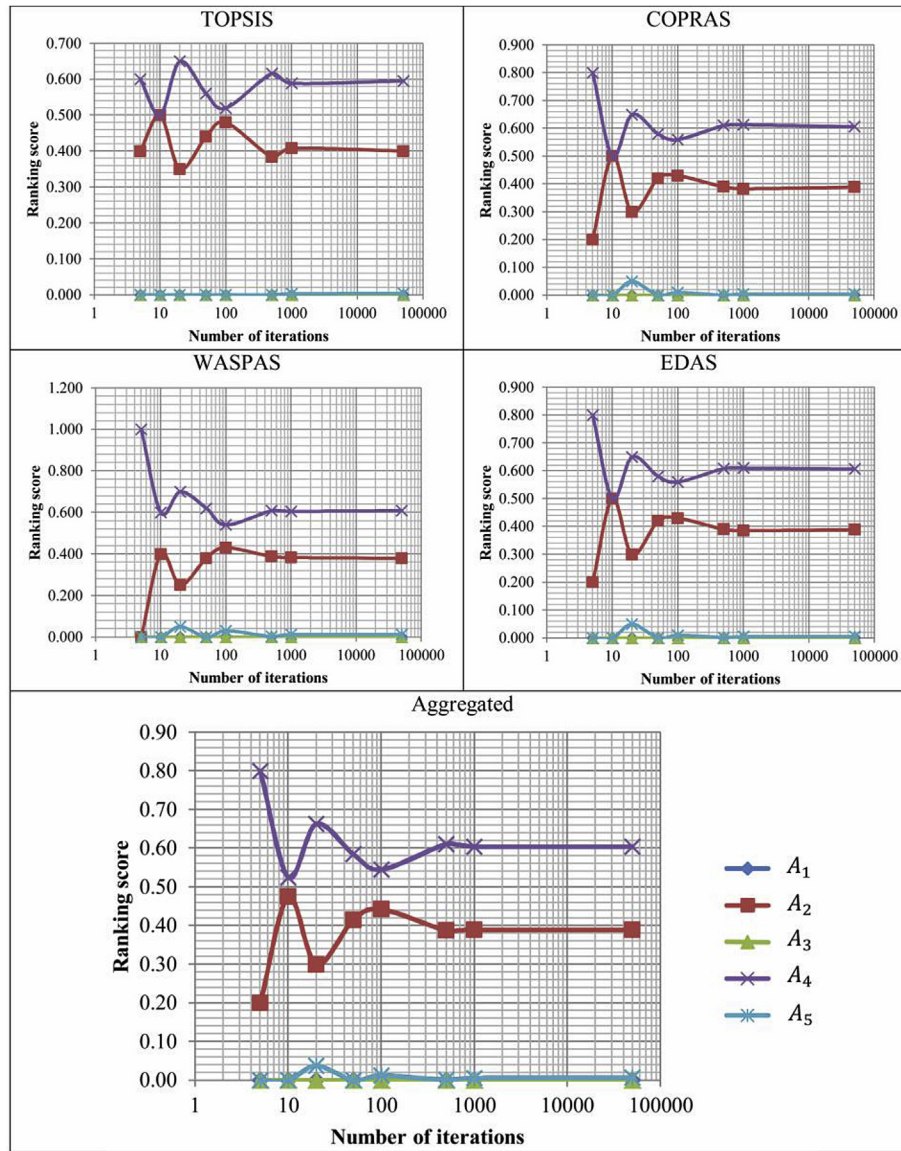 TOPSIS
0.700
0.600
0.500
0.400
0.300
0.200
0.100
0.000
Ranking score
1 10 100 1000 10000 100000
Number of iterations
COPRAS
0.900
0.800
0.700
0.600
0.500
0.400
0.300
0.200
0.100
0.000
Ranking score
1 10 100 1000 10000 100000
Number of iterations
WASPAS
1.200
1.000
0.800
0.600
0.400
0.200
0.000
Ranking score
1 10 100 1000 10000 100000
Number of iterations
EDAS
0.900
0.800
0.700
0.600
0.500
0.400
0.300
0.200
0.100
0.000
Ranking score
1 10 100 1000 10000 100000
Number of iterations
Aggregated
0.90
0.80
0.70
0.60
0.50
0.40
0.30
0.20
0.10
0.00
Ranking score
1 10 100 1000 10000 100000
Number of iterations
A₁
A₂
A₃
A₄
A₅